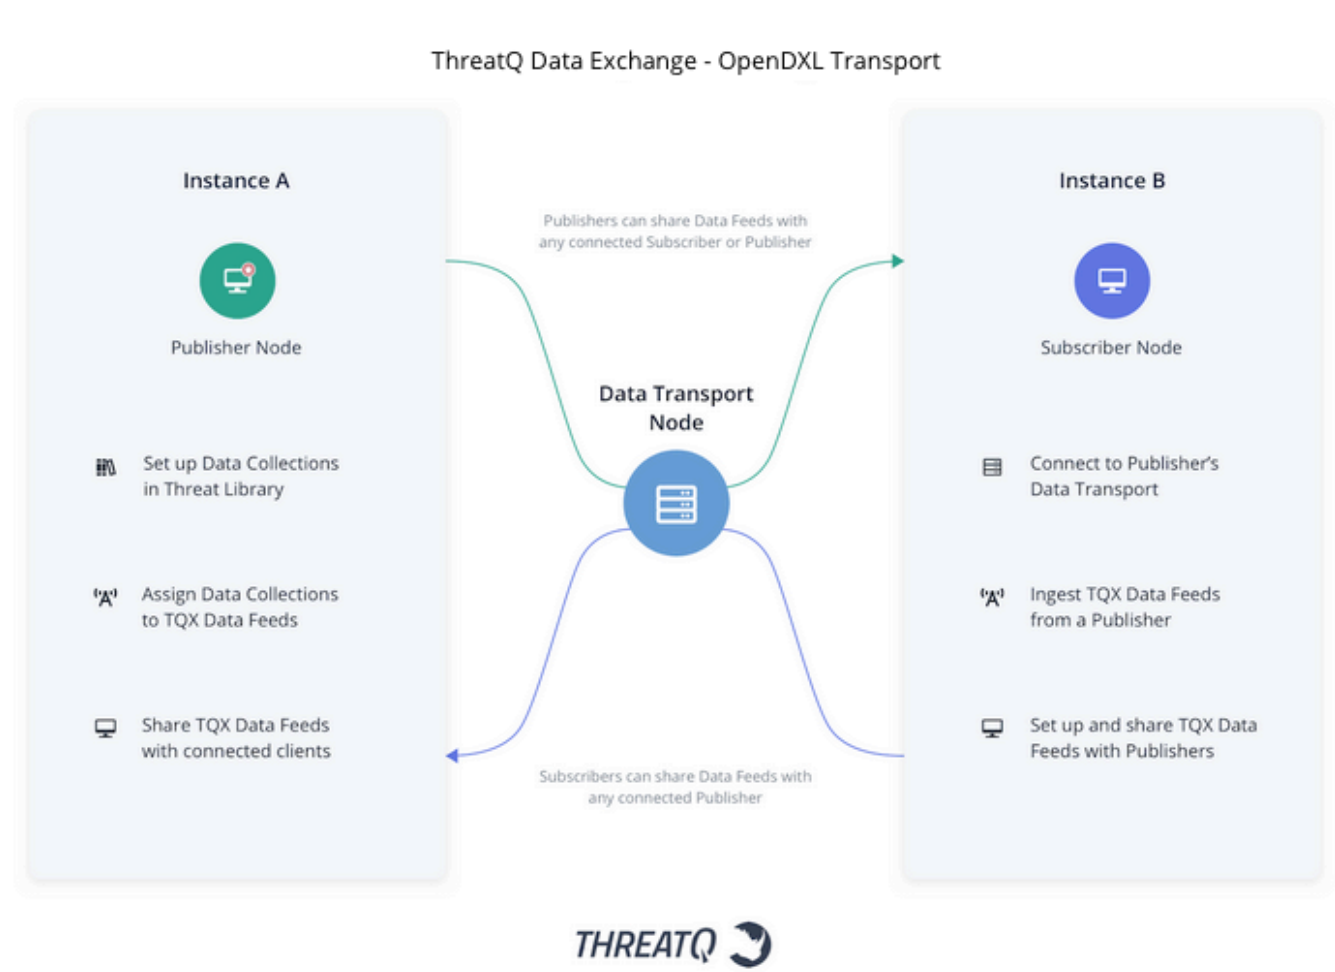 ThreatQ Data Exchange - OpenDXL Transport
Instance A
Publisher Node
Set up Data Collections
in Threat Library
Assign Data Collections
to TQX Data Feeds
Share TQX Data Feeds
with connected clients
Publishers can share Data Feeds with
any connected Subscriber or Publisher
Data Transport
Node
Subscribers can share Data Feeds with
any connected Publisher
Instance B
Subscriber Node
Connect to Publisher’s
Data Transport
Ingest TQX Data Feeds
from a Publisher
Set up and share TQX Data
Feeds with Publishers
THREATQ